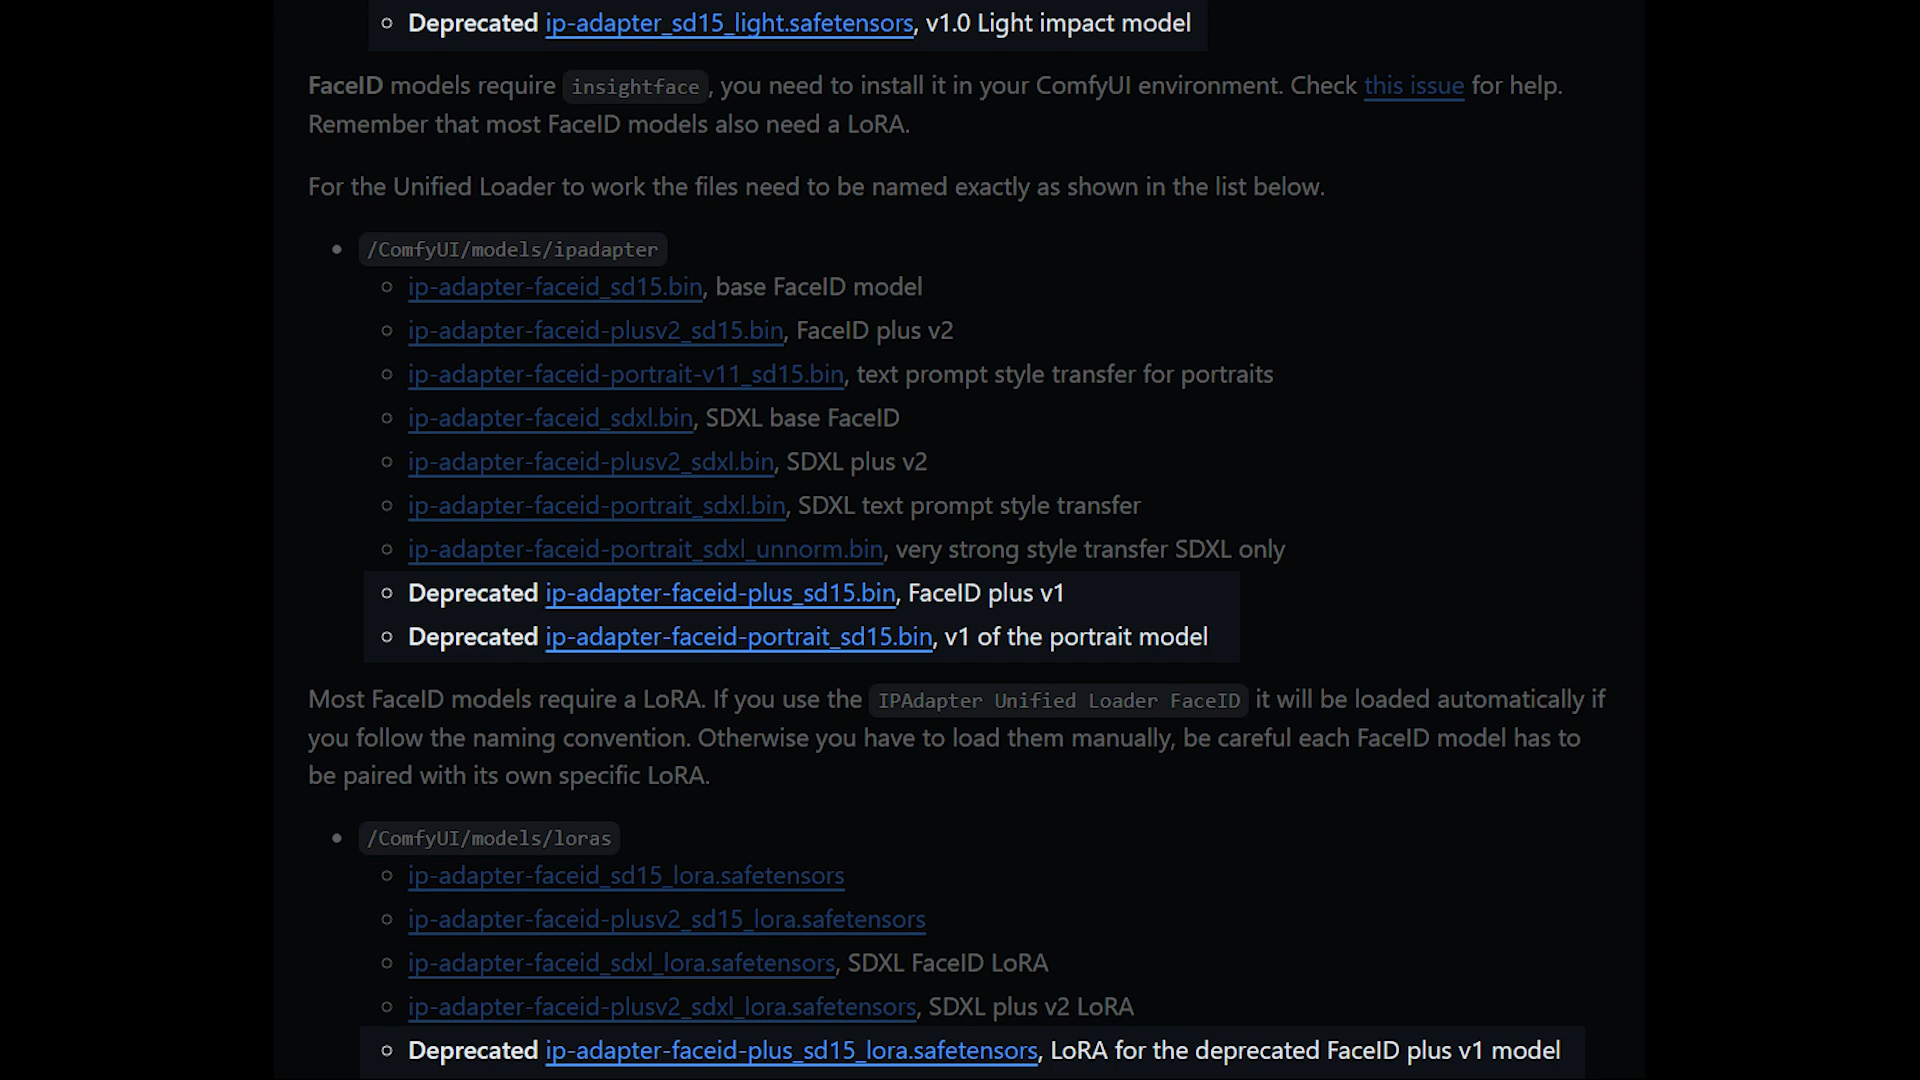 Deprecated ip-adapter_sd15_light.safetensors, v1.0 Light impact model
FaceID models require insightface, you need to install it in your ComfyUI environment. Check this issue for help.
Remember that most FaceID models also need a LoRA.
For the Unified Loader to work the files need to be named exactly as shown in the list below.
/ComfyUI/models/ipadapter
ip-adapter-faceid_sd15.bin, base FaceID model
ip-adapter-faceid-plusv2_sd15.bin, FaceID plus v2
ip-adapter-faceid-portrait-v11_sd15.bin, text prompt style transfer for portraits
ip-adapter-faceid_sdxl.bin, SDXL base FaceID
ip-adapter-faceid-plusv2_sdxl.bin, SDXL plus v2
ip-adapter-faceid-portrait_sdxl.bin, SDXL text prompt style transfer
ip-adapter-faceid-portrait_sdxl_unnorm.bin, very strong style transfer SDXL only
Deprecated ip-adapter-faceid-plus_sd15.bin, FaceID plus v1
Deprecated ip-adapter-faceid-portrait_sd15.bin, v1 of the portrait model
Most FaceID models require a LoRA. If you use the IPAdapter Unified Loader FaceID it will be loaded automatically if
you follow the naming convention. Otherwise you have to load them manually, be careful each FaceID model has to
be paired with its own specific LoRA.
/ComfyUI/models/loras
ip-adapter-faceid_sd15_lora.safetensors
ip-adapter-faceid-plusv2_sd15_lora.safetensors
ip-adapter-faceid_sdxl_lora.safetensors, SDXL FaceID LoRA
ip-adapter-faceid-plusv2_sdxl_lora.safetensors, SDXL plus v2 LoRA
Deprecated ip-adapter-faceid-plus_sd15_lora.safetensors, LoRA for the deprecated FaceID plus v1 model